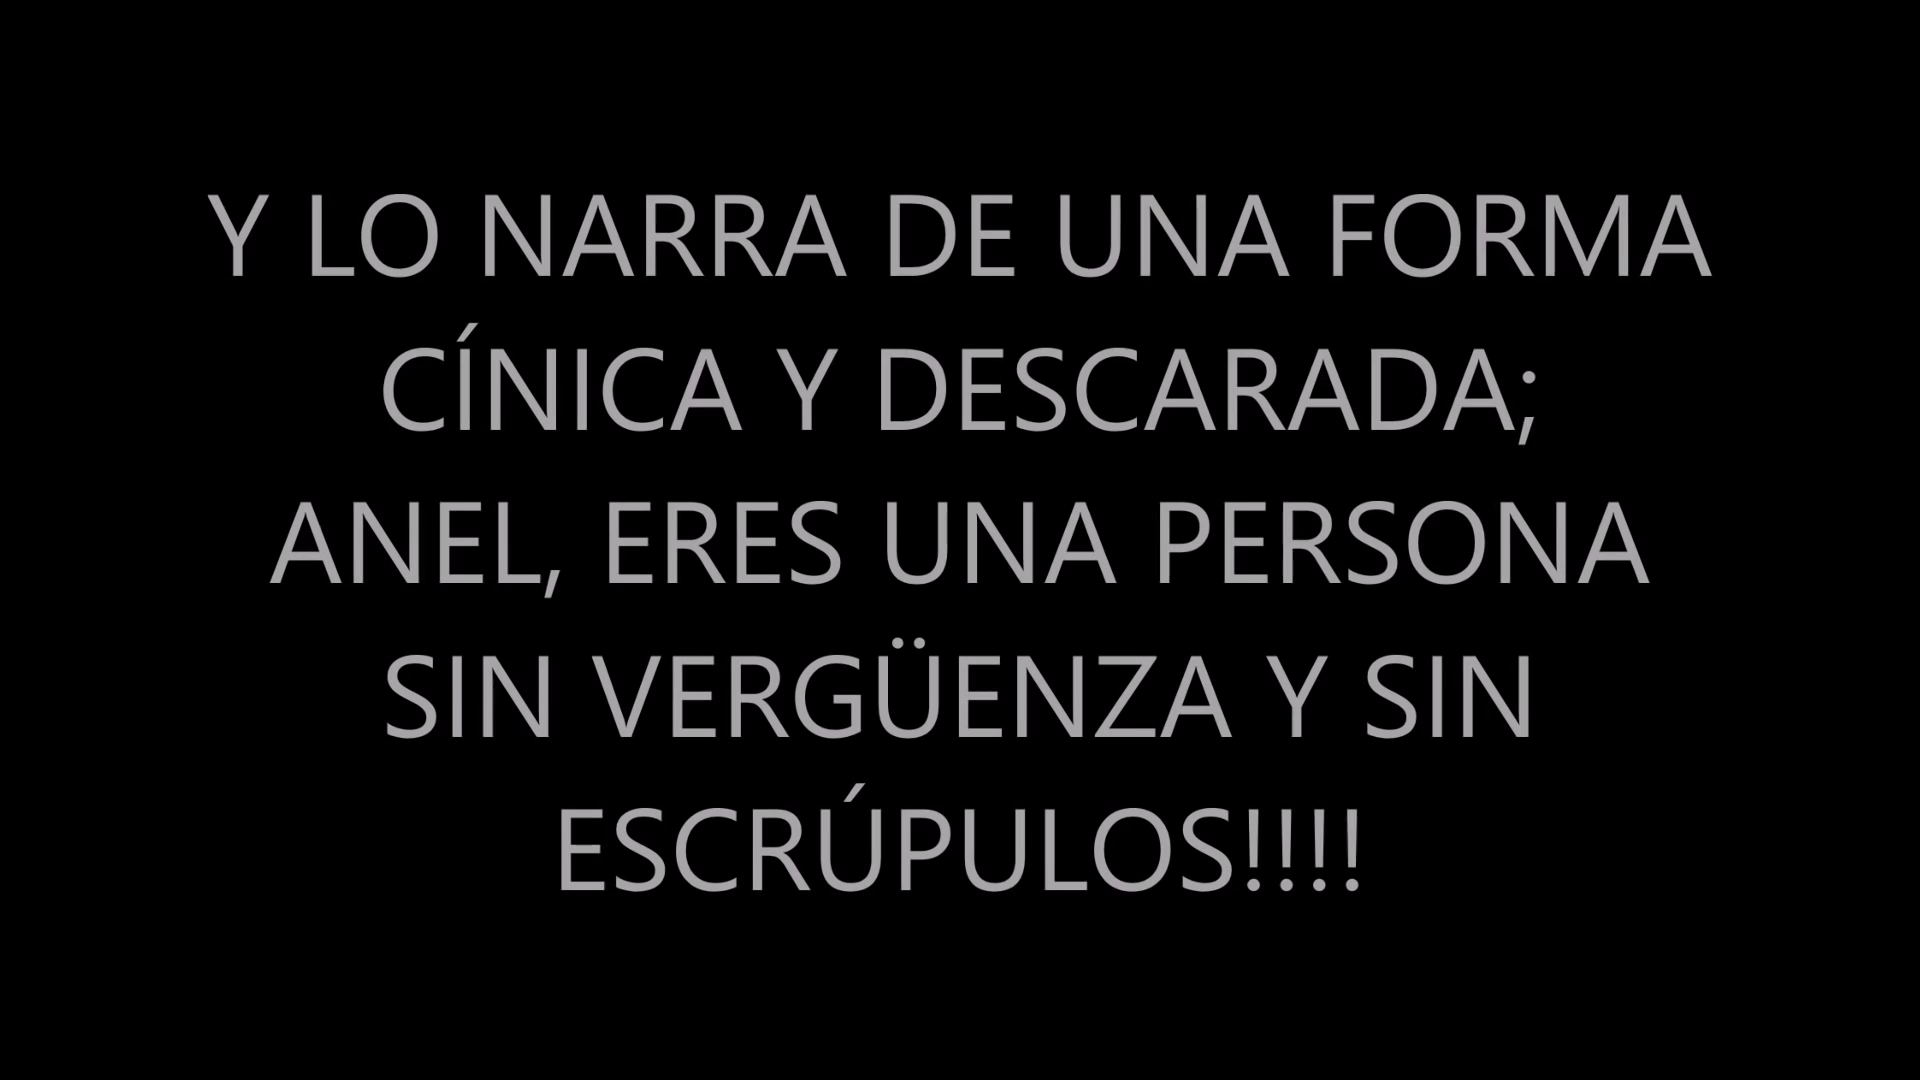 Y LO NARRA DE UNA FORMA
CÍNICA Y DESCARADA;
ANEL, ERES UNA PERSONA
SIN VERGÜENZA Y SIN
ESCRÚPULOS!!!!